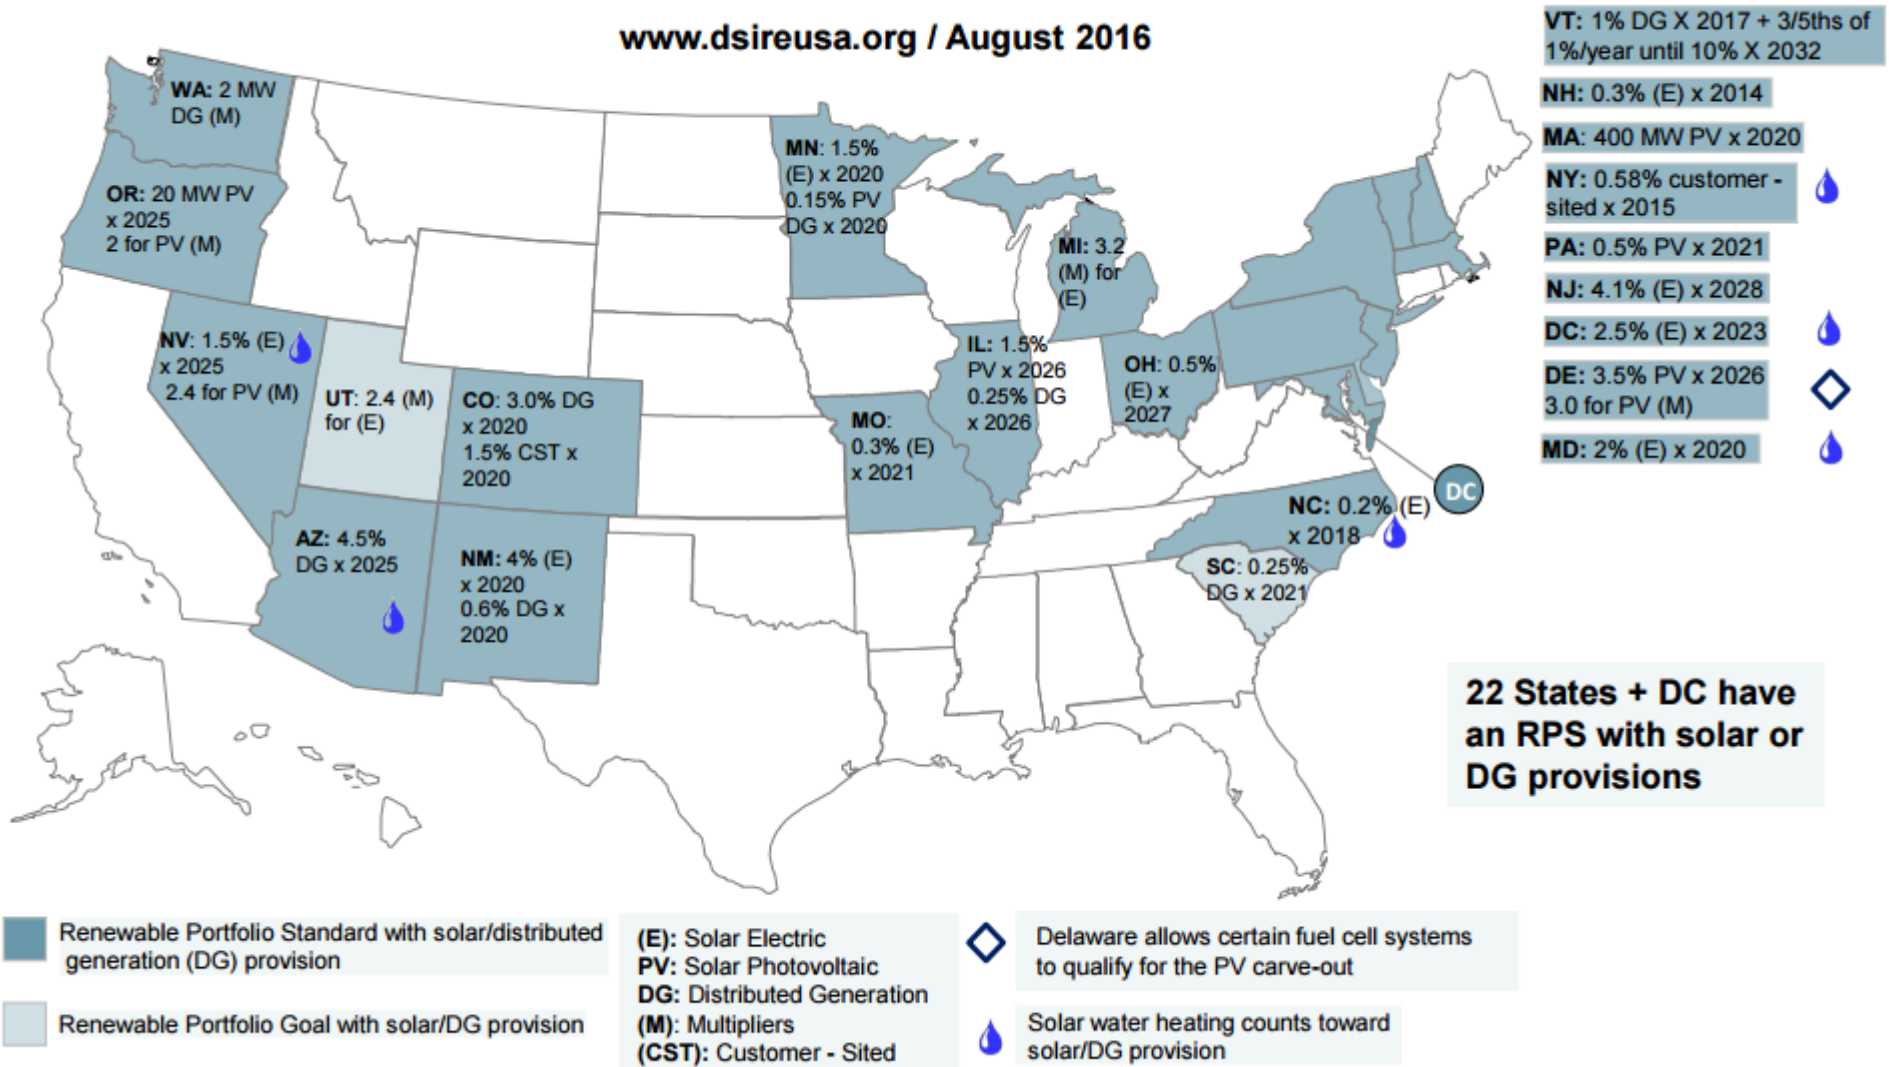 www.dsireusa.org / August 2016
WA: 2 MW
DG (M)
OR: 20 MW PV
x 2025
2 for PV (M)
NV: 1.5% (E)
x 2025
2.4 for PV (M)
UT: 2.4 (M)
for (E)
CO: 3.0% DG
x 2020
1.5% CST x
2020
AZ: 4.5%
DG x 2025
NM: 4% (E)
x 2020
0.6% DG x
2020
MN: 1.5%
(E) x 2020
0.15% PV
DG x 2020
MO:
0.3% (E)
x 2021
IL: 1.5%
PV x 2026
0.25% DG
x 2026
MI: 3.2
(M) for
(E)
OH: 0.5%
(E) x
2027
NC: 0.2% (E)
x 2018
SC: 0.25%
DG x 2021
DC
VT: 1% DG X 2017 + 3/5ths of
1%/year until 10% X 2032
NH: 0.3% (E) x 2014
MA: 400 MW PV x 2020
NY: 0.58% customer -
sited x 2015
PA: 0.5% PV x 2021
NJ: 4.1% (E) x 2028
DC: 2.5% (E) x 2023
DE: 3.5% PV x 2026
3.0 for PV (M)
MD: 2% (E) x 2020
22 States + DC have
an RPS with solar or
DG provisions
Renewable Portfolio Standard with solar/distributed
generation (DG) provision
Renewable Portfolio Goal with solar/DG provision
(E): Solar Electric
PV: Solar Photovoltaic
DG: Distributed Generation
(M): Multipliers
(CST): Customer - Sited
Delaware allows certain fuel cell systems
to qualify for the PV carve-out
Solar water heating counts toward
solar/DG provision